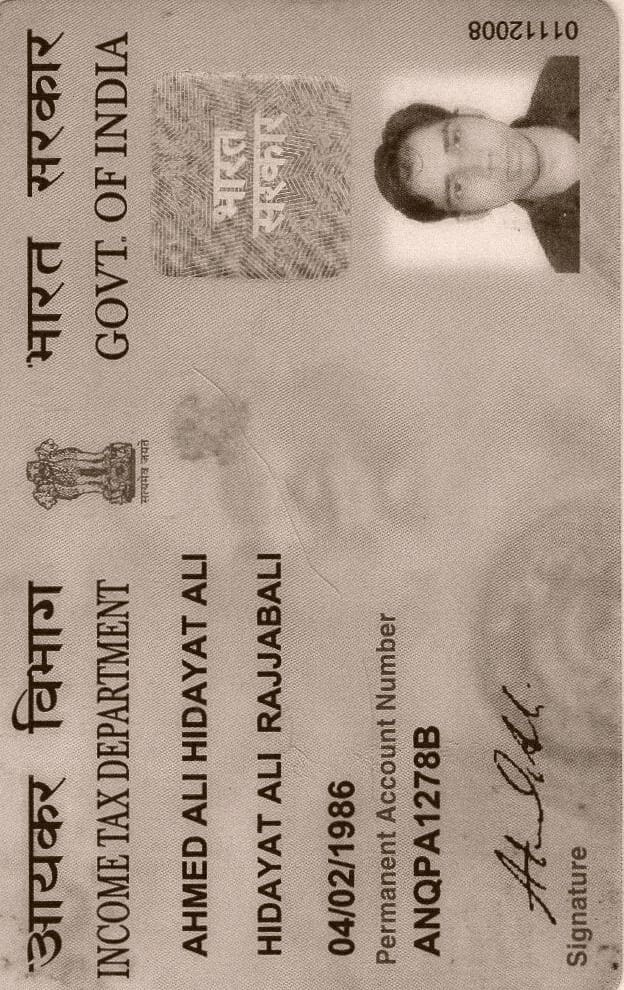 आयकर विभाग
INCOME TAX DEPARTMENT
सत्यमेव जयते
भारत सरकार
GOVT. OF INDIA
AHMED ALI HIDAYAT ALI
HIDAYAT ALI RAJJABALI
04/02/1986
Permanent Account Number
ANQPA1278B
Signature
भारत
सरकार
01112008